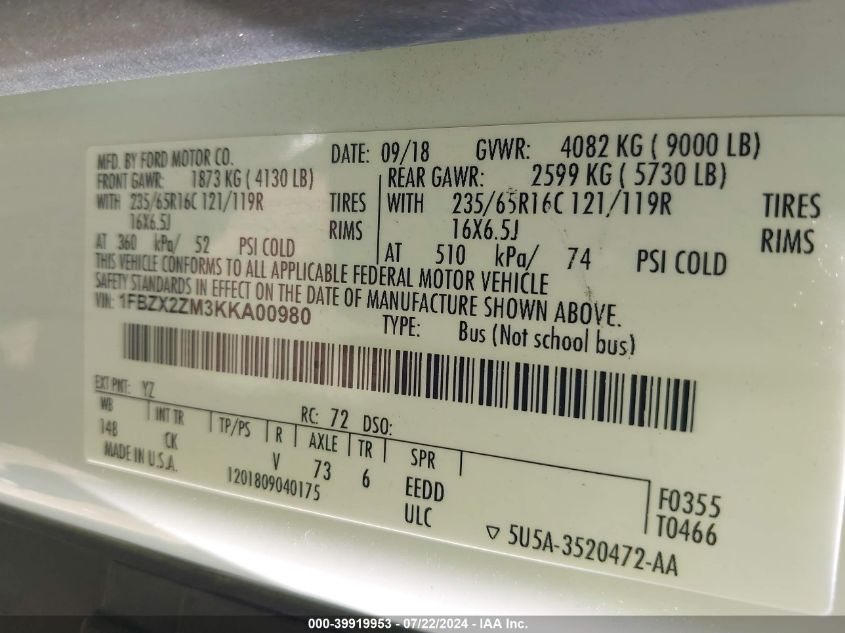 MFD. BY FORD MOTOR CO. DATE: 09/18 GVWR: 4082 KG ( 9000 LB)
FRONT GAWR: 1873 KG ( 4130 LB) REAR GAWR: 2599 KG ( 5730 LB)
WITH 235/65R16C 121/119R TIRES WITH 235/65R16C 121/119R TIRES
16X6.5J RIMS 16X6.5J RIMS
AT 360 kPa/ 52 PSI COLD AT 510 kPa/ 74 PSI COLD
THIS VEHICLE CONFORMS TO ALL APPLICABLE FEDERAL MOTOR VEHICLE
SAFETY STANDARDS IN EFFECT ON THE DATE OF MANUFACTURE SHOWN ABOVE.
VIN: 1FBZX2ZM3KKA00980 TYPE: Bus (Not school bus)
EXT PNT: YZ RC: 72 DSO:
WB INT TR TP/PS R AXLE TR SPR
148 CK V 73 6 EEDD
MADE IN U.S.A. 1201809040175 ULC
F0355
T0466
▽ 5U5A-3520472-AA
000-39919953 - 07/22/2024 - IAA Inc.